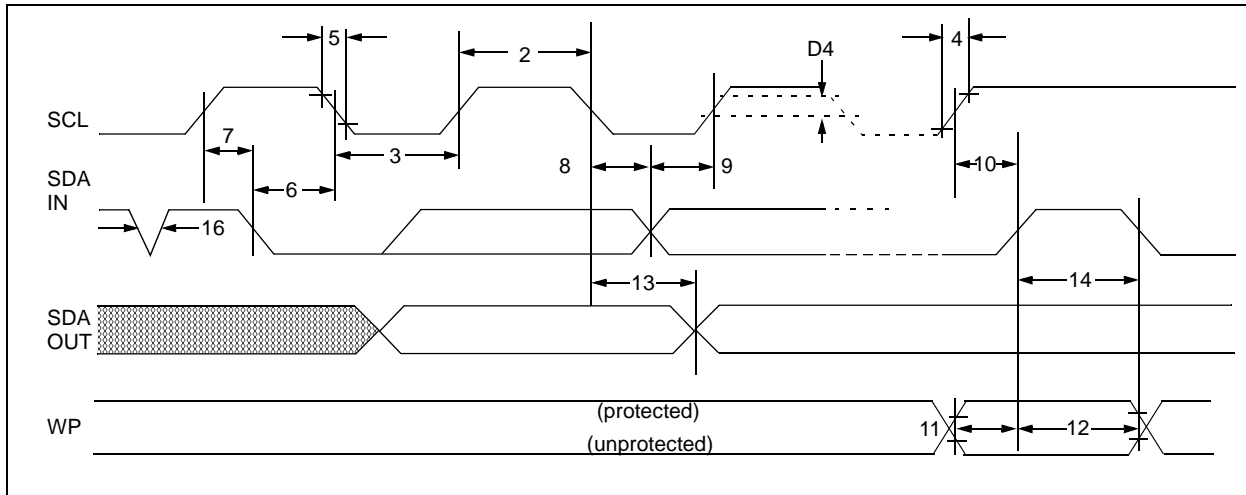 5
2
D4
4
SCL
7
3
8
9
10
SDA
IN
6
16
13
14
SDA
OUT
WP
(protected)
(unprotected)
11
12